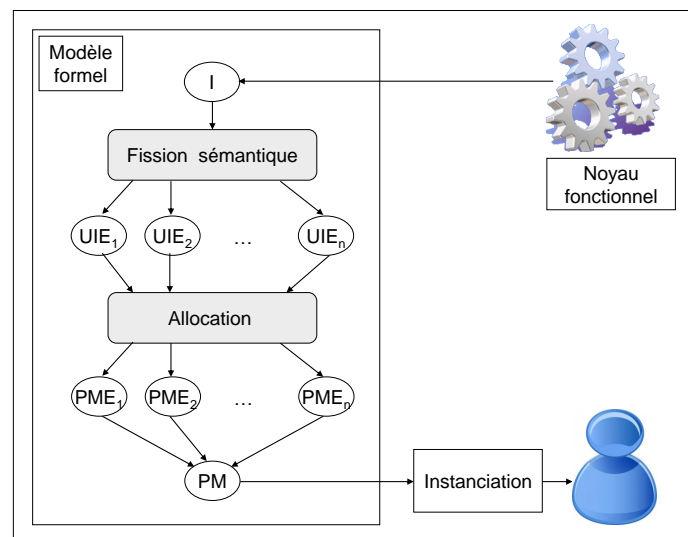 Modèle
formel
I
Fission sémantique
Noyau
fonctionnel
UIE1 UIE2 … UIEn
Allocation
PME1 PME2 … PMEn
PM
Instanciation